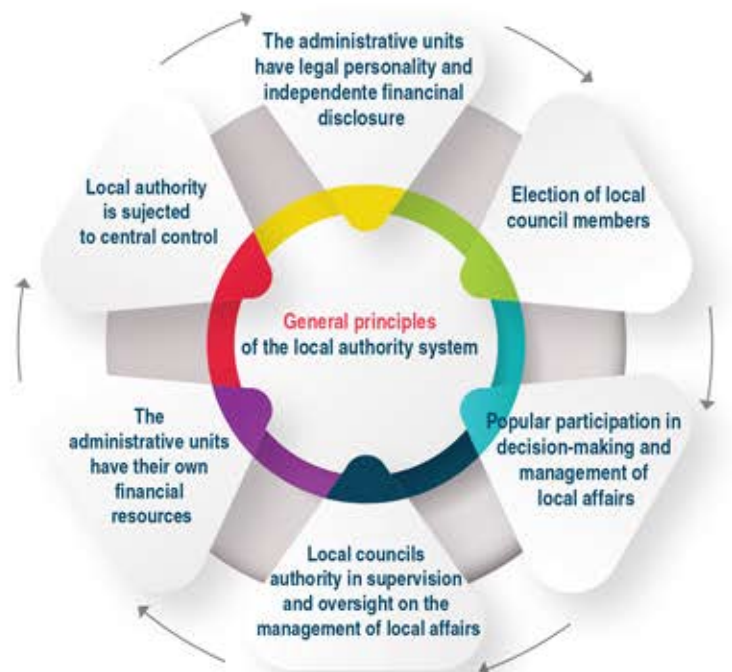 The administrative units
have legal personality and
independente financinal
disclosure
Election of local
council members
Popular participation in
decision-making and
management of
local affairs
Local councils
authority in supervision
and oversight on the
management of local affairs
The
administrative units
have their own
financial
resources
Local authority
is sujected
to central control
General principles
of the local authority system